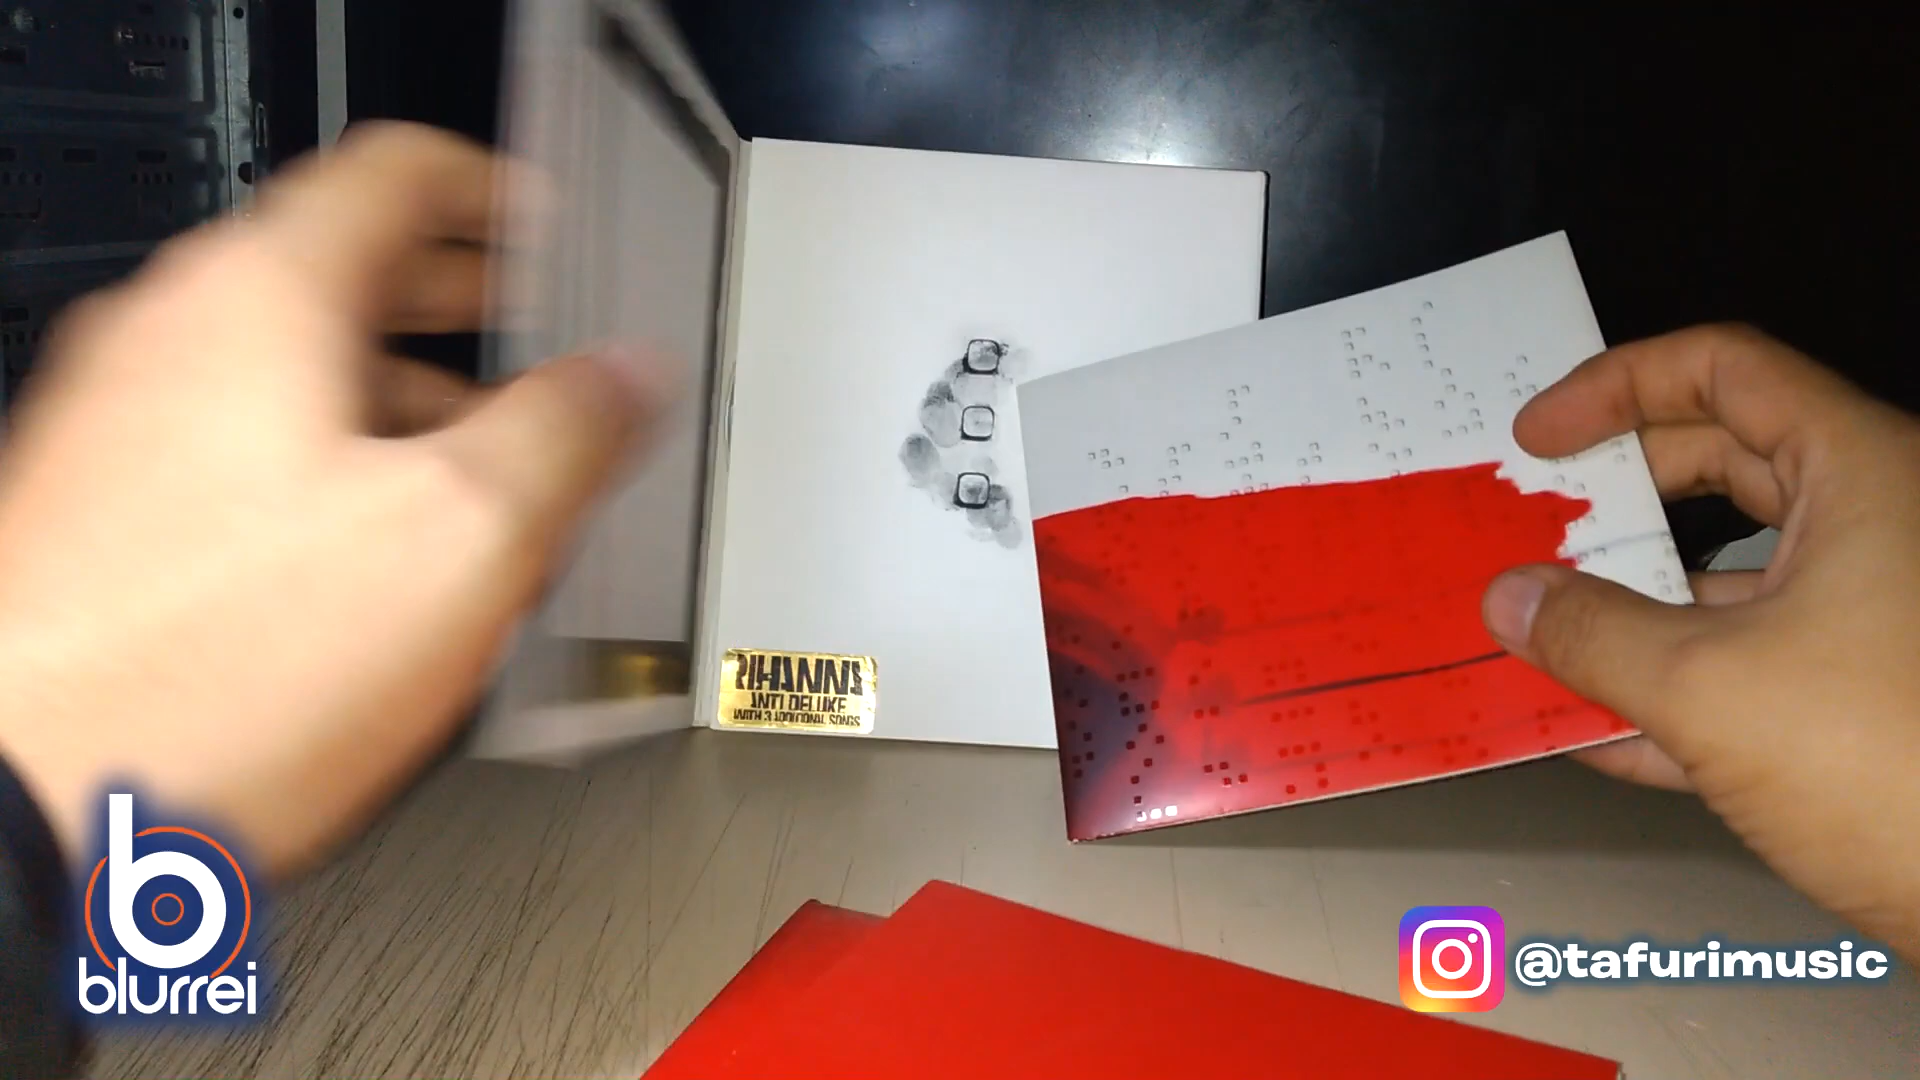 RIHANNA
ANTI DELUXE
WITH 3 ADDITIONAL SONGS
blurrei
@tafurimusic